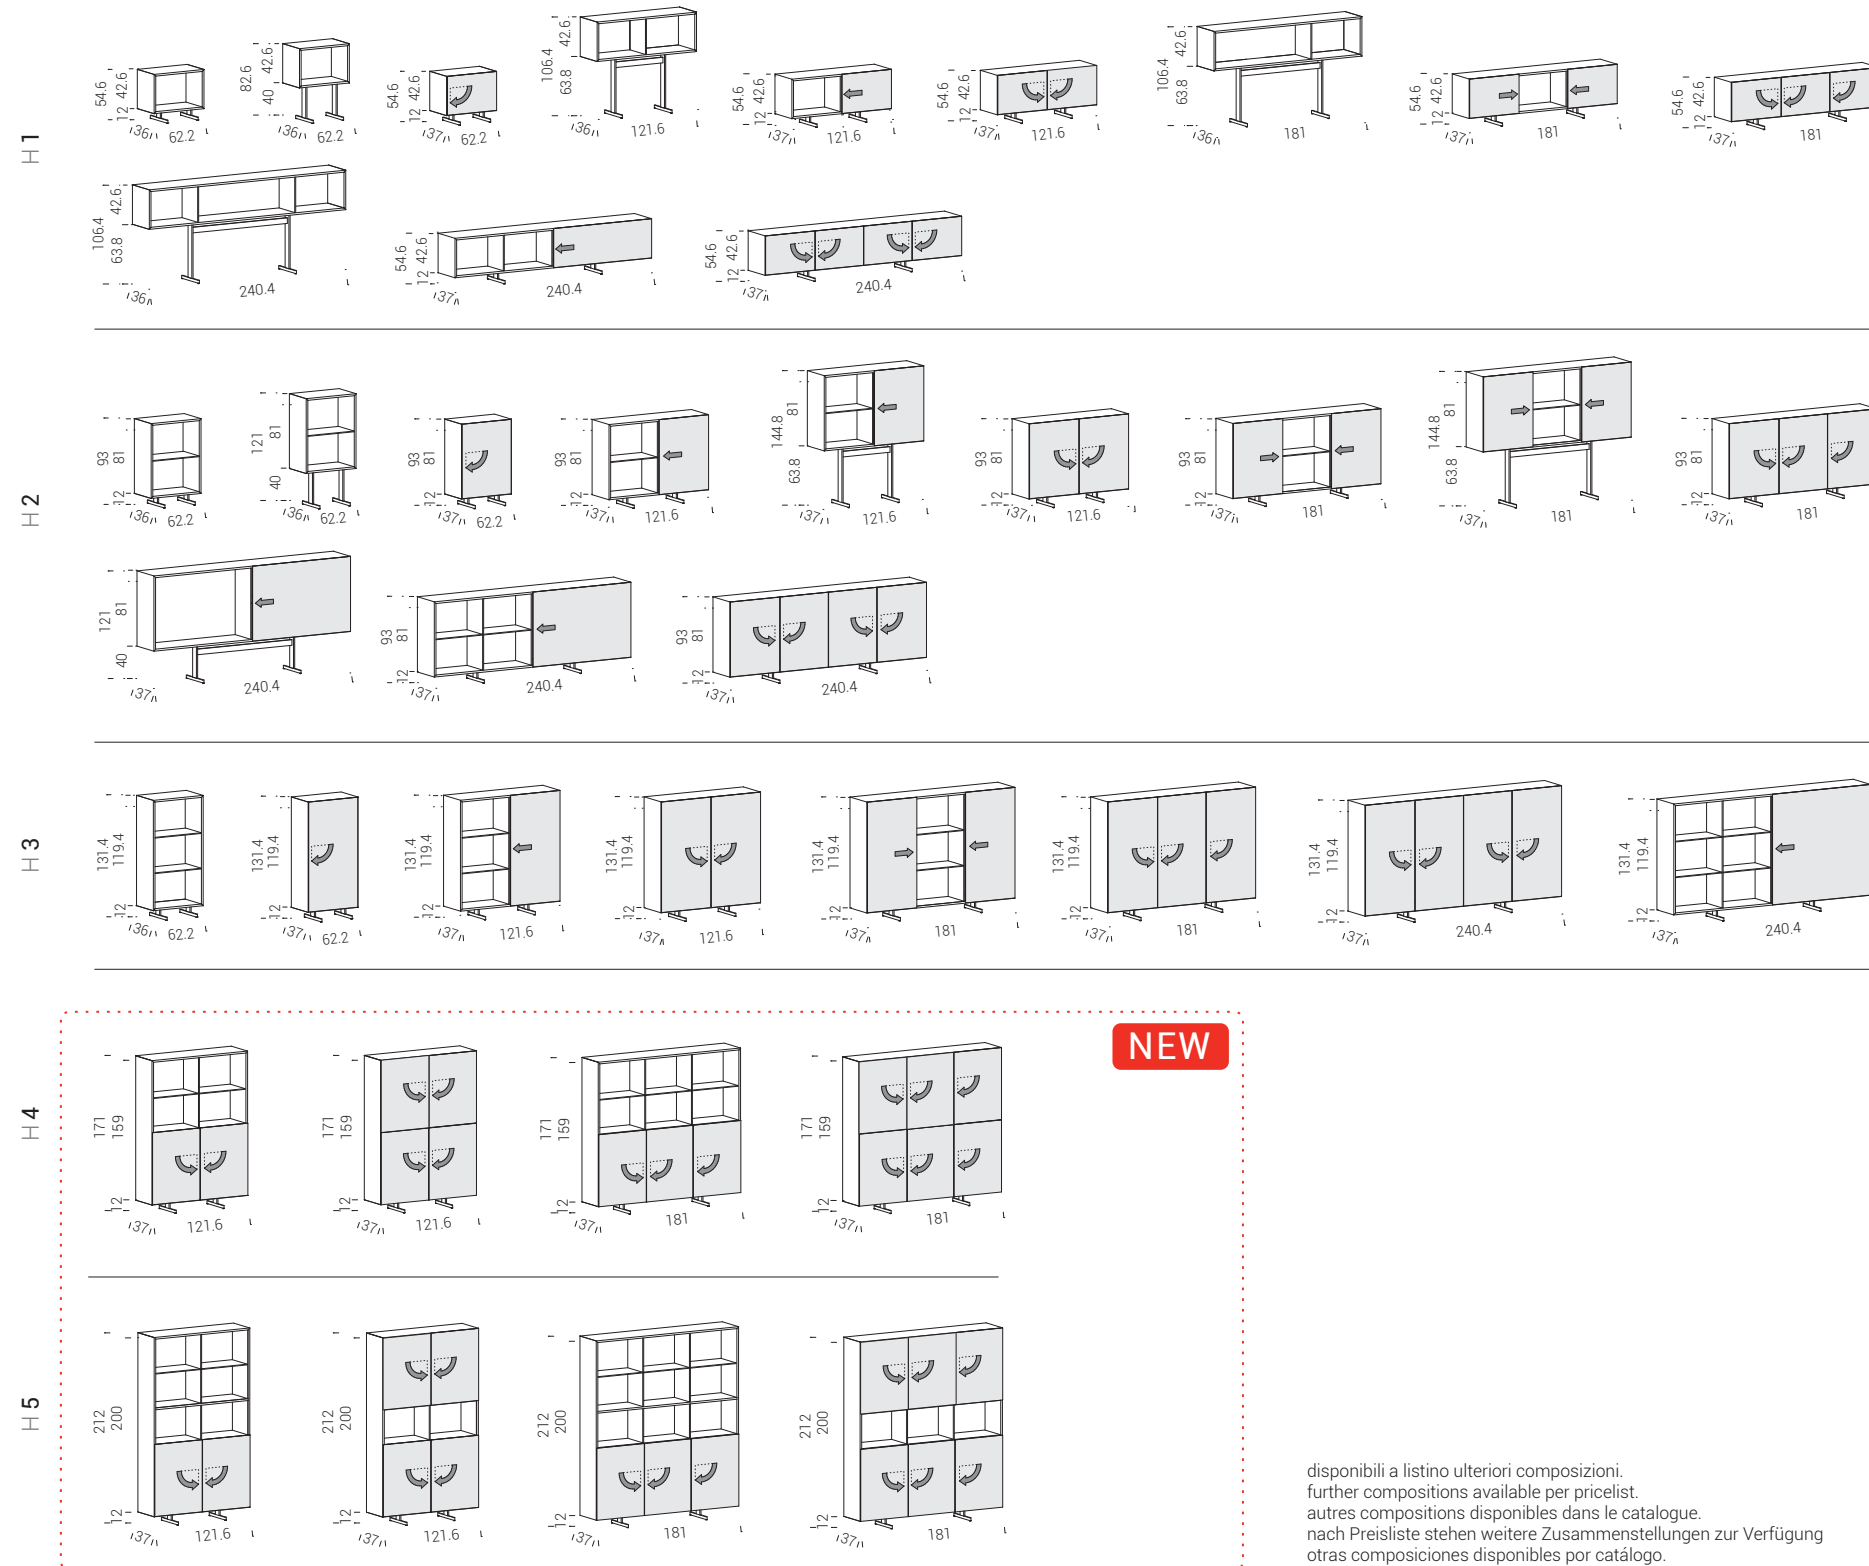 H1
54.6 42.6 12 36 62.2
82.6 42.6 40 36 62.2
54.6 42.6 12 37 62.2
106.4 42.6 63.8 36 121.6
54.6 42.6 12 37 121.6
54.6 42.6 12 37 121.6
106.4 42.6 63.8 36 181
54.6 42.6 12 37 181
54.6 42.6 12 37 181
106.4 42.6 63.8 36 240.4
54.6 42.6 12 37 240.4
54.6 42.6 12 37 240.4
H2
93 81 12 36 62.2
121 81 40 36 62.2
93 81 12 37 62.2
93 81 12 37 121.6
144.8 81 63.8 37 121.6
93 81 12 37 121.6
93 81 12 37 181
144.8 81 63.8 37 181
93 81 12 37 181
121 81 40 37 240.4
93 81 12 37 240.4
93 81 12 37 240.4
H3
131.4 119.4 12 36 62.2
131.4 119.4 12 37 62.2
131.4 119.4 12 37 121.6
131.4 119.4 12 37 121.6
131.4 119.4 12 37 181
131.4 119.4 12 37 181
131.4 119.4 12 37 240.4
131.4 119.4 12 37 240.4
NEW
H4
171 159 12 37 121.6
171 159 12 37 121.6
171 159 12 37 181
171 159 12 37 181
H5
212 200 12 37 121.6
212 200 12 37 121.6
212 200 12 37 181
212 200 12 37 181
disponibili a listino ulteriori composizioni.
further compositions available per pricelist.
autres compositions disponibles dans le catalogue.
nach Preisliste stehen weitere Zusammenstellungen zur Verfügung
otras composiciones disponibles por catálogo.